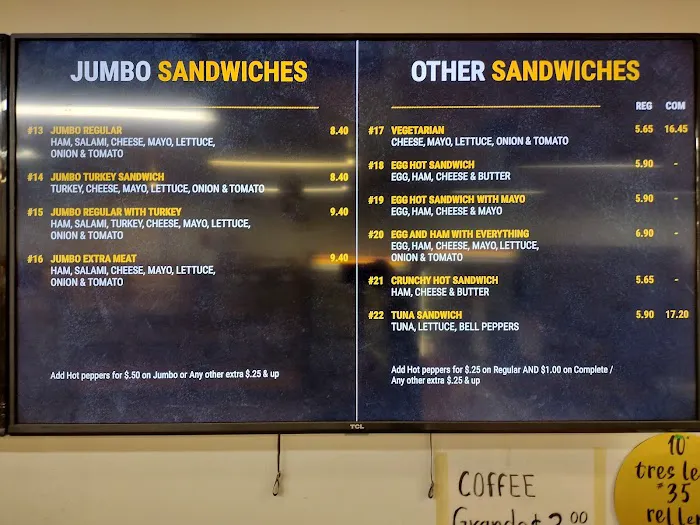 JUMBO SANDWICHES
#13 JUMBO REGULAR 8.40
HAM, SALAMI, CHEESE, MAYO, LETTUCE,
ONION & TOMATO
#14 JUMBO TURKEY SANDWICH 8.40
TURKEY, CHEESE, MAYO, LETTUCE, ONION & TOMATO
#15 JUMBO REGULAR WITH TURKEY 9.40
HAM, SALAMI, TURKEY, CHEESE, MAYO, LETTUCE,
ONION & TOMATO
#16 JUMBO EXTRA MEAT 9.40
HAM, SALAMI, CHEESE, MAYO, LETTUCE,
ONION & TOMATO
Add Hot peppers for $.50 on Jumbo or Any other extra $.25 & up
OTHER SANDWICHES
REG COM
#17 VEGETARIAN 5.65 16.45
CHEESE, MAYO, LETTUCE, ONION & TOMATO
#18 EGG HOT SANDWICH 5.90 -
EGG, HAM, CHEESE & BUTTER
#19 EGG HOT SANDWICH WITH MAYO 5.90 -
EGG, HAM, CHEESE & MAYO
#20 EGG AND HAM WITH EVERYTHING 6.90 -
EGG, HAM, CHEESE, MAYO, LETTUCE,
ONION & TOMATO
#21 CRUNCHY HOT SANDWICH 5.65 -
HAM, CHEESE & BUTTER
#22 TUNA SANDWICH 5.90 17.20
TUNA, LETTUCE, BELL PEPPERS
Add Hot peppers for $.25 on Regular AND $1.00 on Complete /
Any other extra $.25 & up
TCL
COFFEE
Grande $2.00
10
tres le
$35
relle